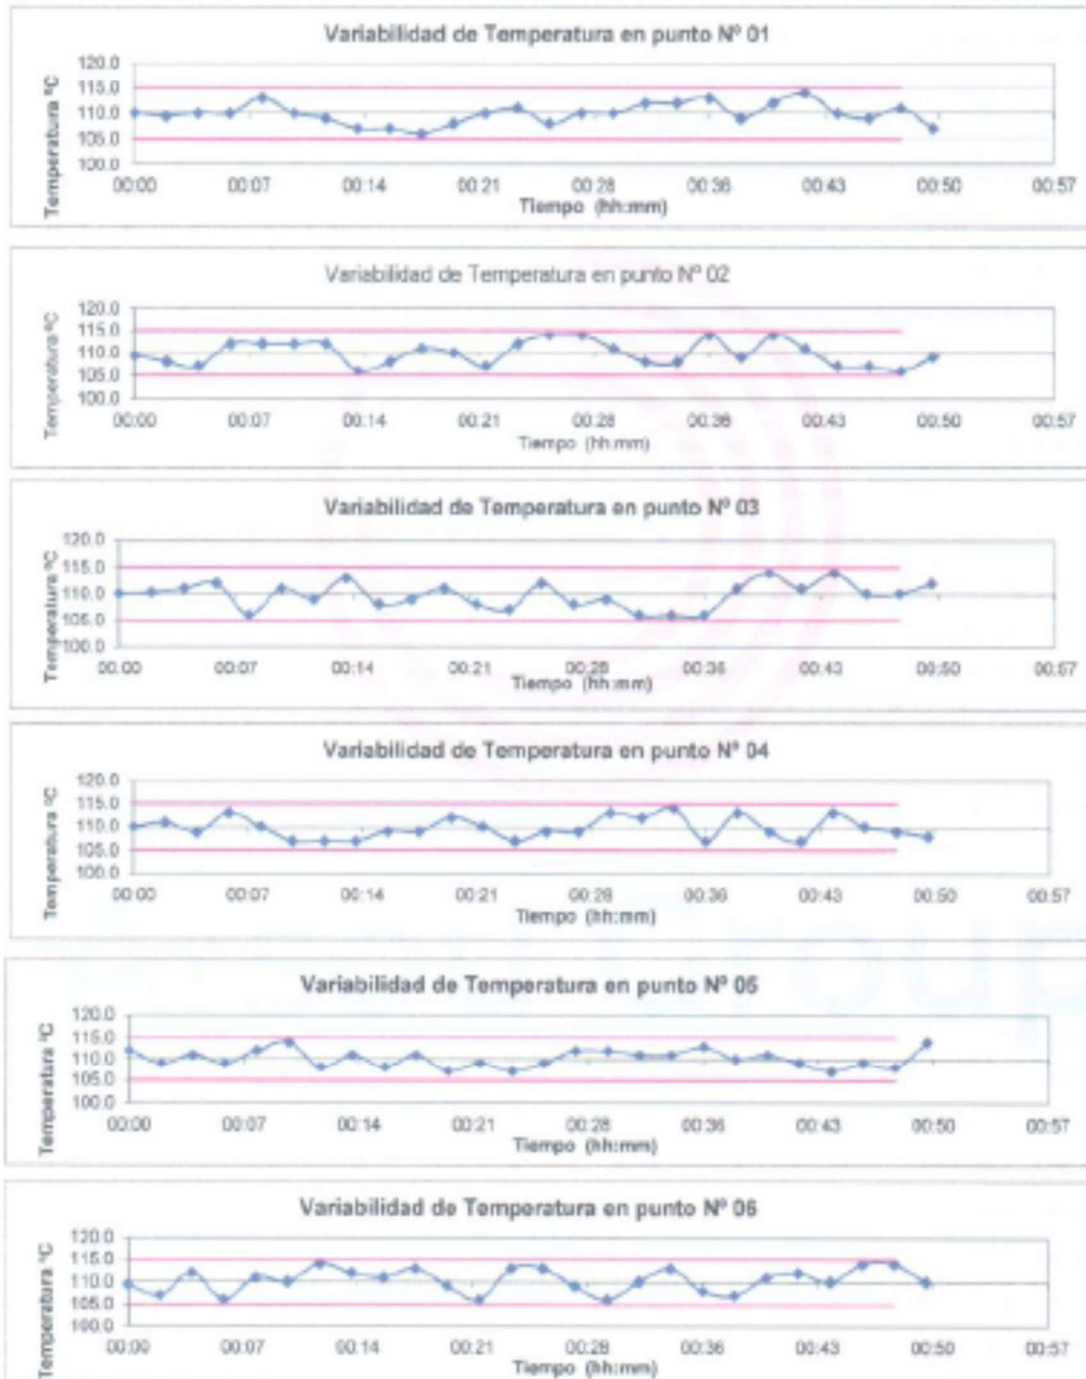 Variabilidad de Temperatura en punto Nº 01
Temperatura ºC
120.0
115.0
110.0
105.0
100.0
00:00 00:07 00:14 00:21 00:28 00:36 00:43 00:50 00:57
Tiempo (hh:mm)
Variabilidad de Temperatura en punto Nº 02
Temperatura ºC
120.0
115.0
110.0
105.0
100.0
00:00 00:07 00:14 00:21 00:28 00:36 00:43 00:50 00:57
Tiempo (hh:mm)
Variabilidad de Temperatura en punto Nº 03
Temperatura ºC
120.0
115.0
110.0
105.0
100.0
00:00 00:07 00:14 00:21 00:28 00:36 00:43 00:50 00:57
Tiempo (hh:mm)
Variabilidad de Temperatura en punto Nº 04
Temperatura ºC
120.0
115.0
110.0
105.0
100.0
00:00 00:07 00:14 00:21 00:28 00:36 00:43 00:50 00:57
Tiempo (hh:mm)
Variabilidad de Temperatura en punto Nº 05
Temperatura ºC
120.0
115.0
110.0
105.0
100.0
00:00 00:07 00:14 00:21 00:28 00:36 00:43 00:50 00:57
Tiempo (hh:mm)
Variabilidad de Temperatura en punto Nº 06
Temperatura ºC
120.0
115.0
110.0
105.0
100.0
00:00 00:07 00:14 00:21 00:28 00:36 00:43 00:50 00:57
Tiempo (hh:mm)